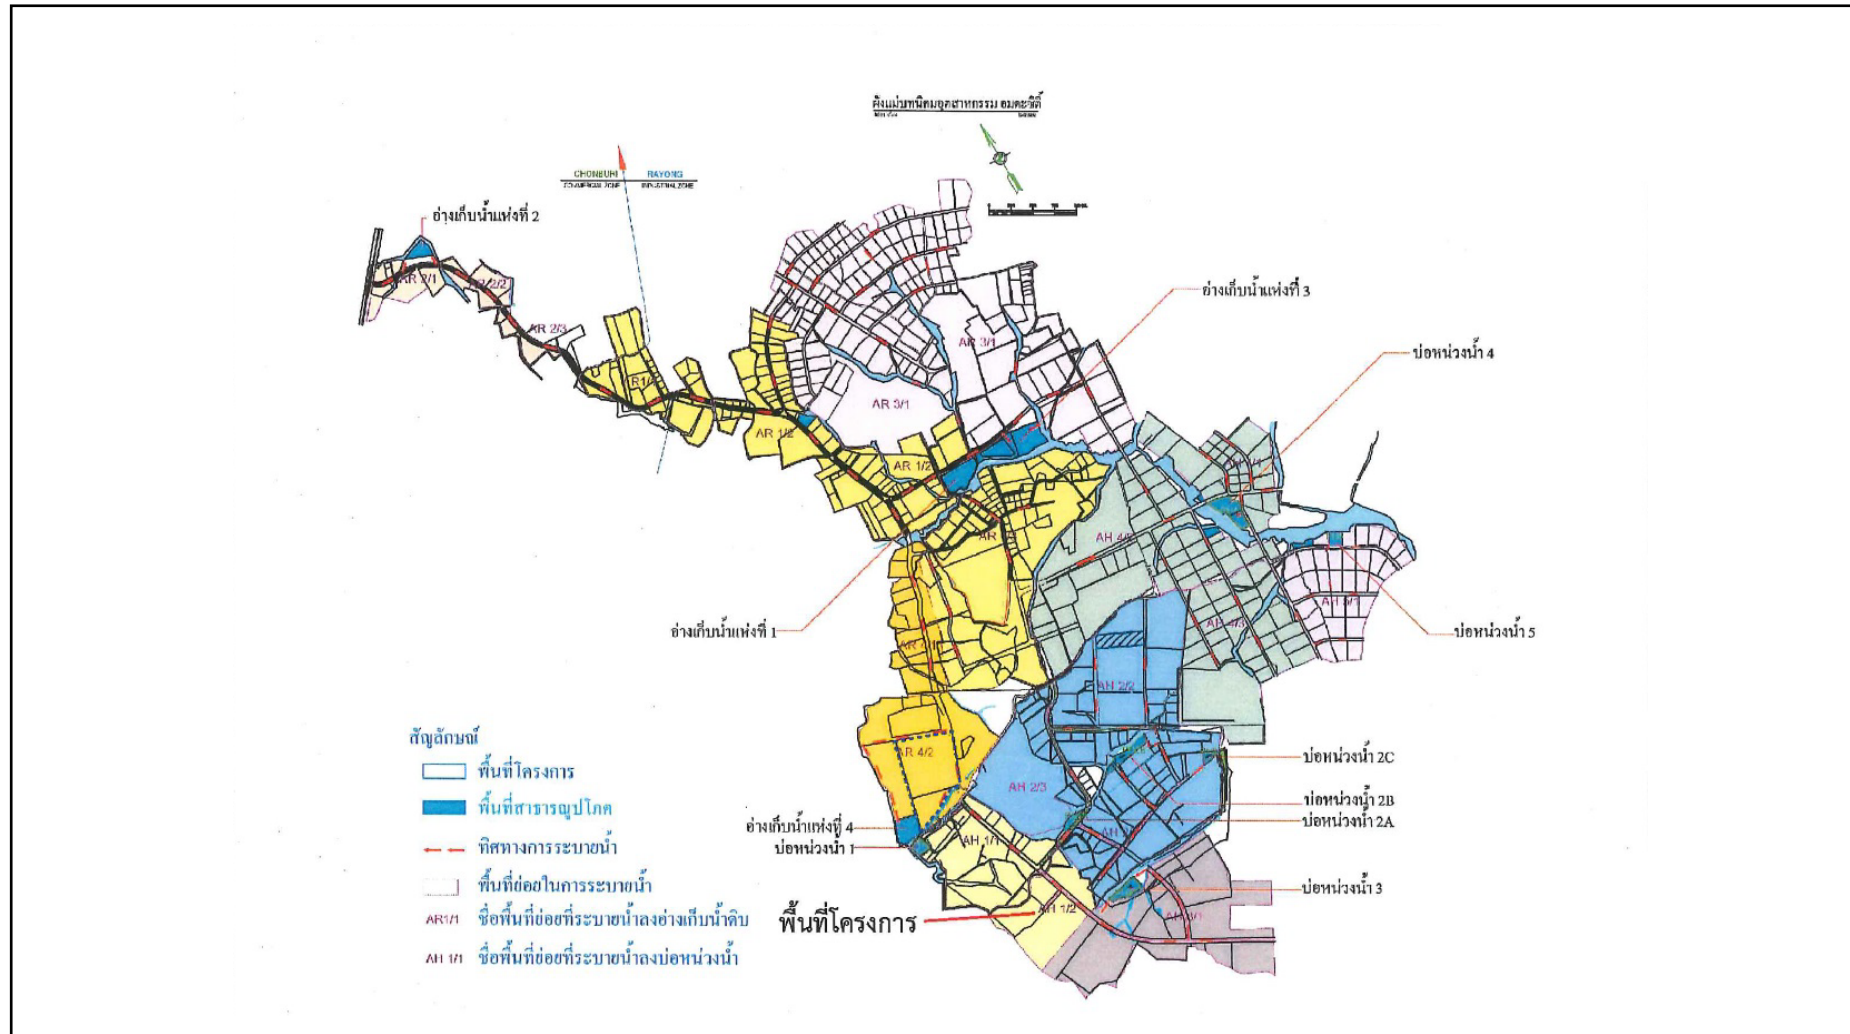 ผังแม่บทนิคมอุตสาหกรรม อมตะซิตี้
CHONBURI RAYONG
COMMERCIAL ZONE INDUSTRIAL ZONE
อ่างเก็บน้ำแห่งที่ 2
อ่างเก็บน้ำแห่งที่ 3
บ่อหน่วงน้ำ 4
AR 2/1
AR 2/2
AR 2/3
AR 3/1
AR 3/1
AR 1/2
AR 1/2
AH 4/3
บ่อหน่วงน้ำ 5
อ่างเก็บน้ำแห่งที่ 1
AH 2/2
AR 4/2
AH 2/3
บ่อหน่วงน้ำ 2C
บ่อหน่วงน้ำ 2B
บ่อหน่วงน้ำ 2A
อ่างเก็บน้ำแห่งที่ 4
บ่อหน่วงน้ำ 1
AH 1/1
บ่อหน่วงน้ำ 3
AH 1/2
พื้นที่โครงการ
สัญลักษณ์
พื้นที่โครงการ
พื้นที่สาธารณูปโภค
ทิศทางการระบายน้ำ
พื้นที่ย่อยในการระบายน้ำ
AR1/1 ชื่อพื้นที่ย่อยที่ระบายน้ำลงอ่างเก็บน้ำดิบ
AH 1/1 ชื่อพื้นที่ย่อยที่ระบายน้ำลงบ่อหน่วงน้ำ